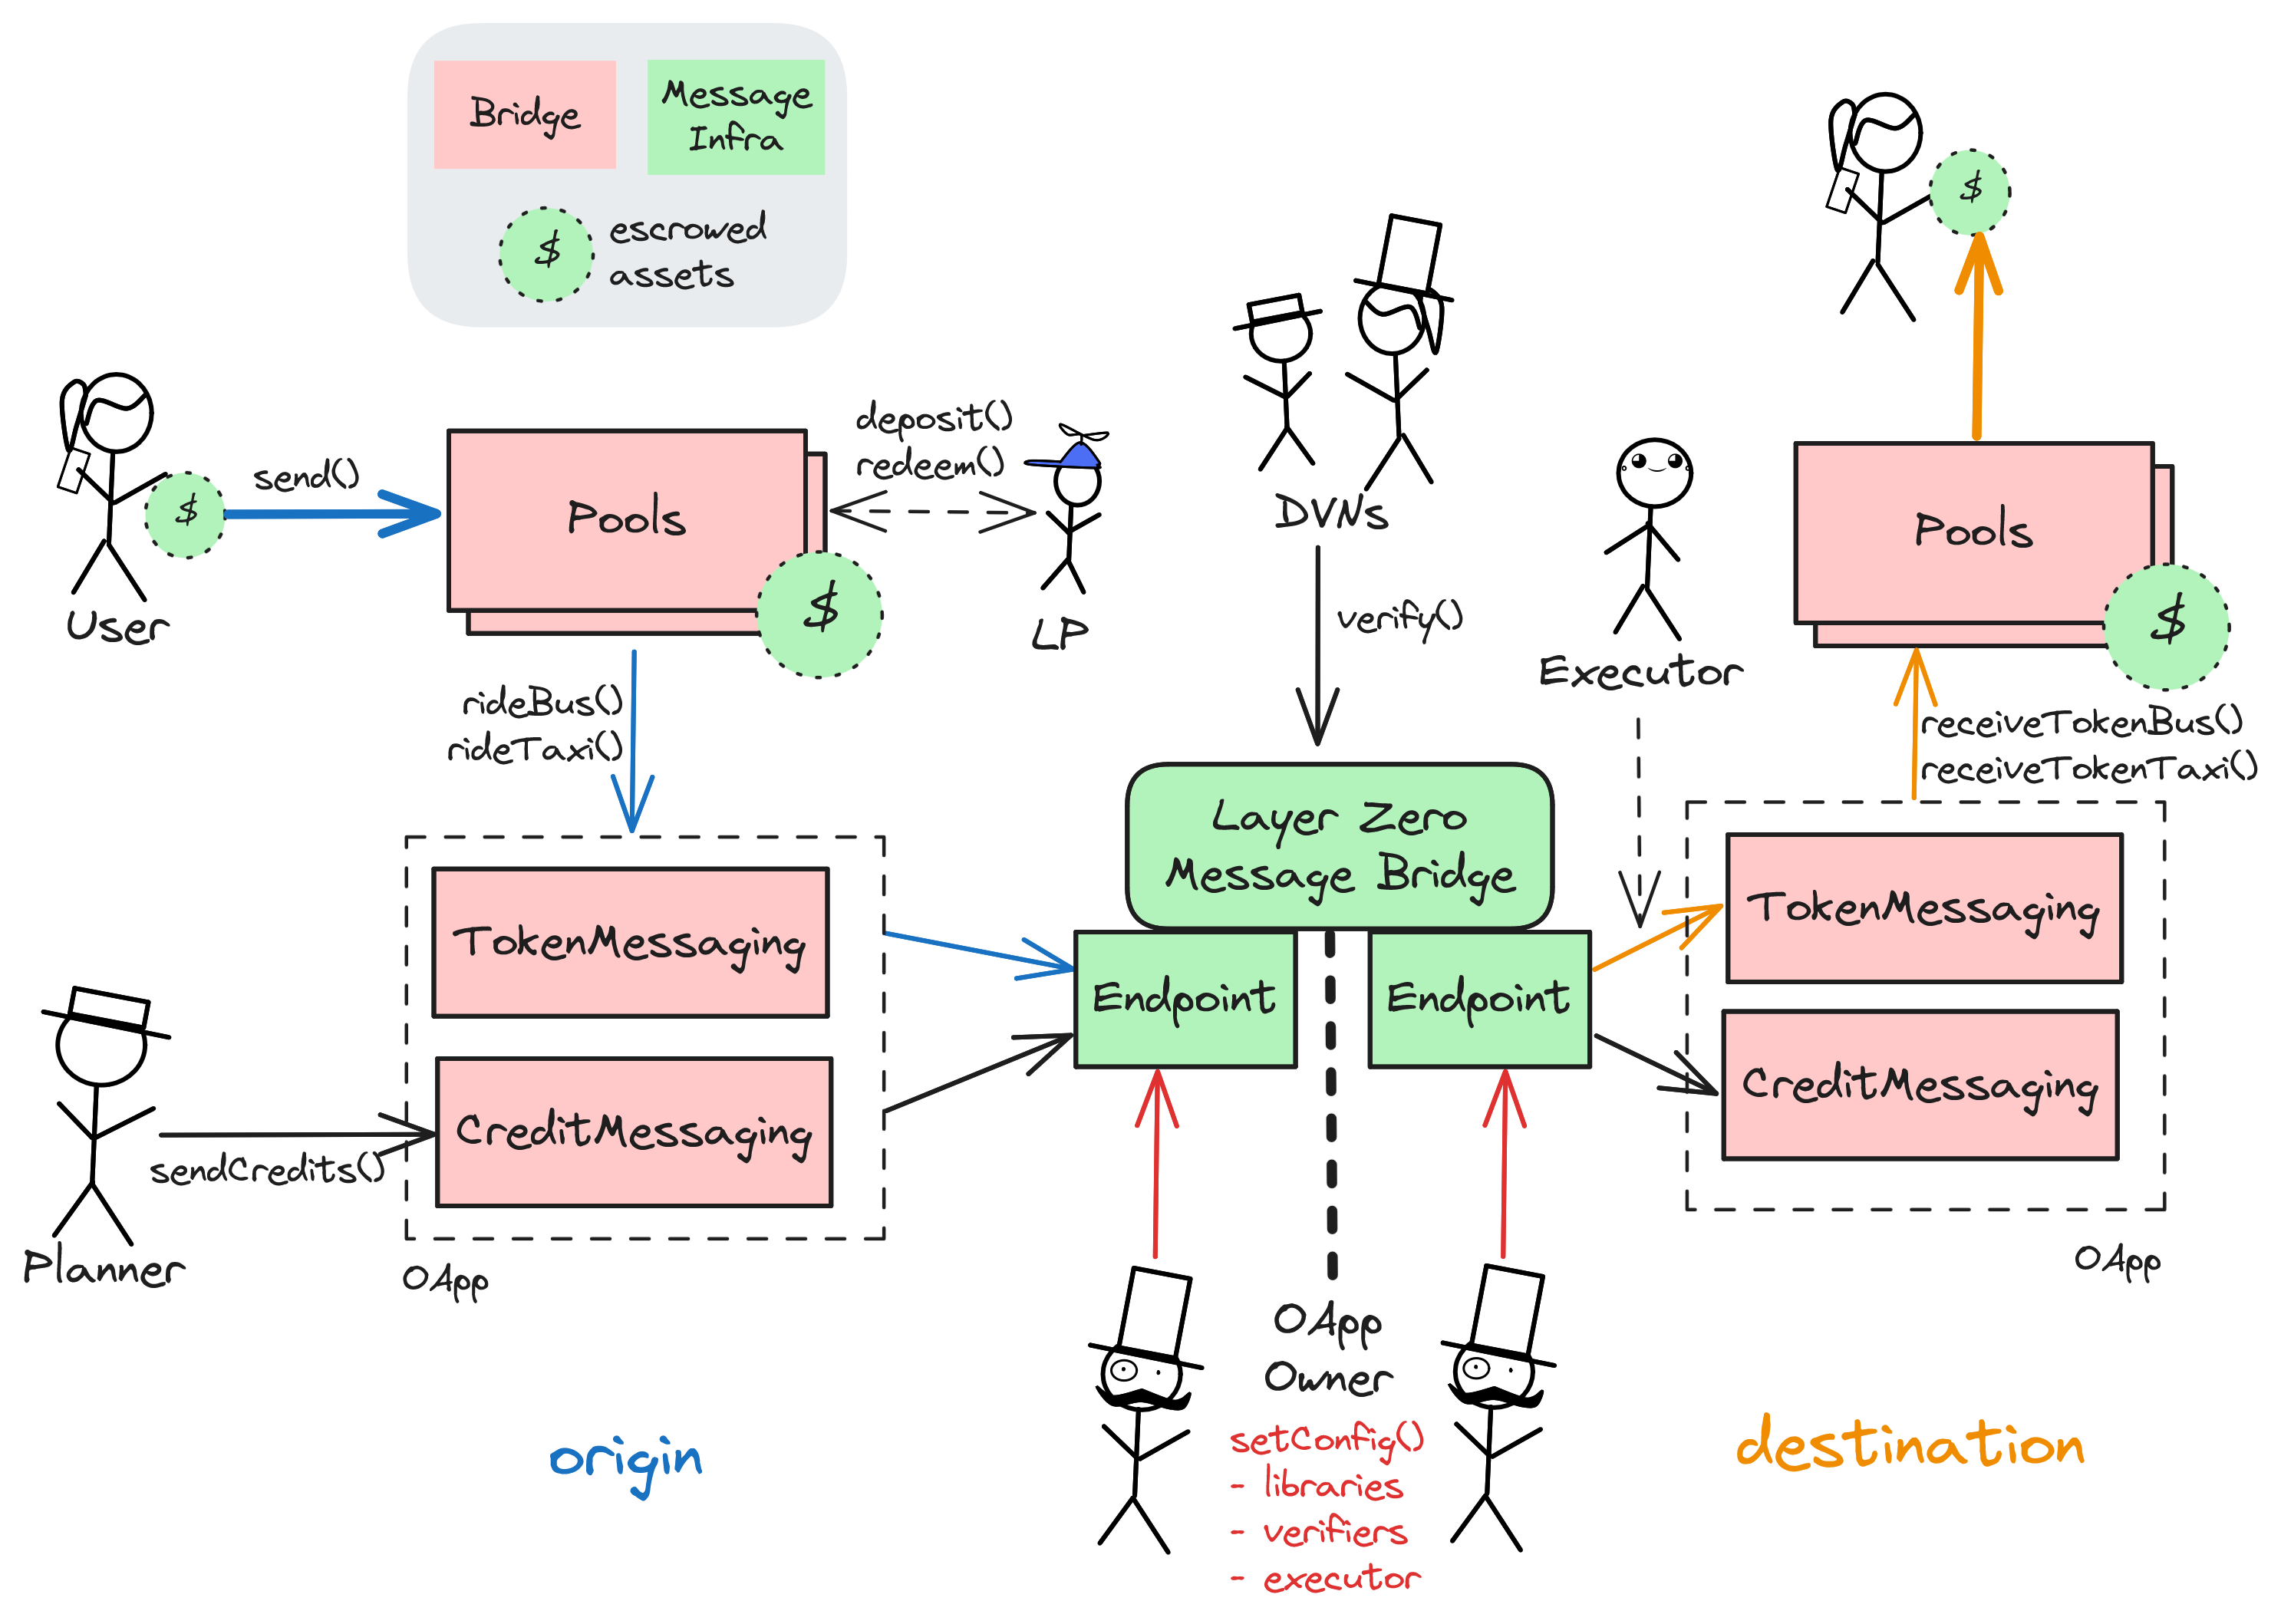 Bridge
Message
Infra
$
escrowed
assets
$
$
send()
User
Pools
$
deposit()
redeem()
LP
DVNs
verify()
Executor
Pools
$
rideBus()
rideTaxi()
receiveTokenBus()
receiveTokenTaxi()
Layer Zero
Message Bridge
TokenMessaging
CreditMessaging
Endpoint
Endpoint
TokenMessaging
CreditMessaging
sendCredits()
Planner
OApp
OApp
OApp
Owner
setConfig()
- libraries
- verifiers
- executor
origin
destination